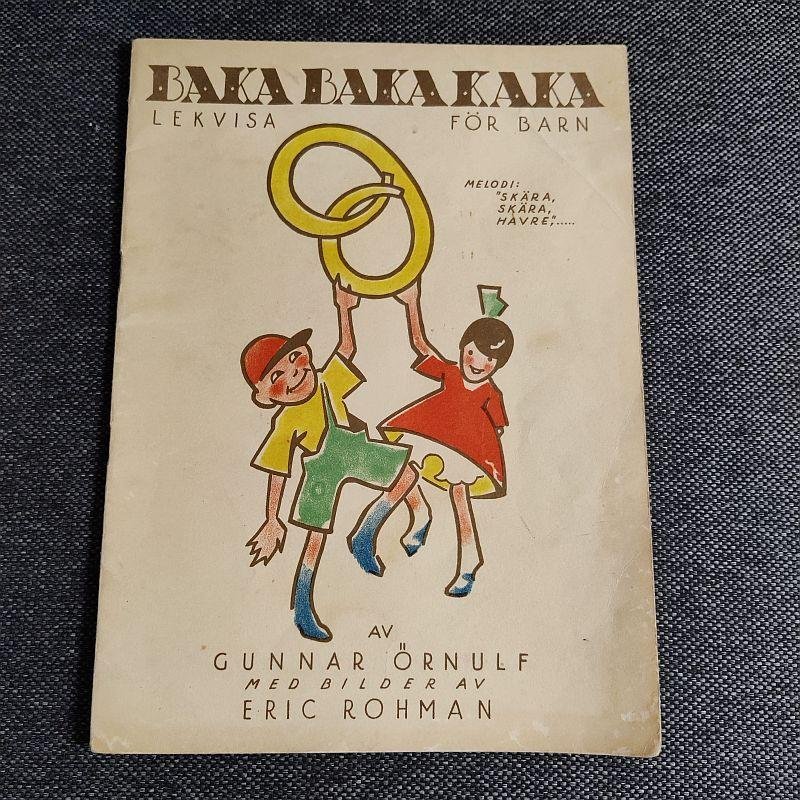 BAKA BAKA KAKA
LEKVISA FÖR BARN
MELODI:
"SKÄRA,
SKÄRA,
HAVRE",.....
AV
GUNNAR ÖRNULF
MED BILDER AV
ERIC ROHMAN